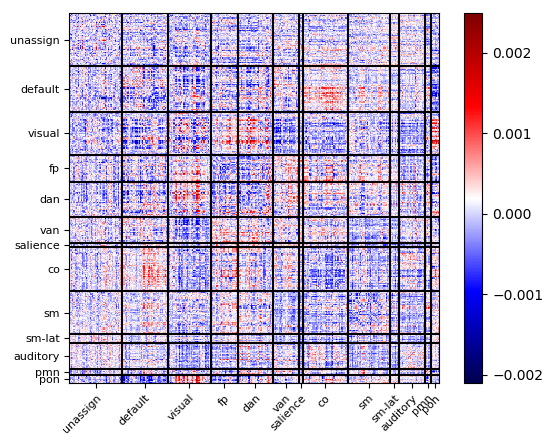 unassign
default
visual
fp
dan
van
salience
co
sm
sm-lat
auditory
pmn
pon
unassign
default
visual
fp
dan
van
salience
co
sm
sm-lat
auditory
pmn
pon
0.002
0.001
0.000
−0.001
−0.002